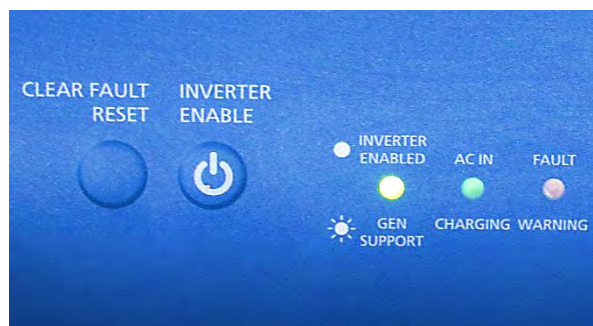 CLEAR FAULT
RESET
INVERTER
ENABLE
INVERTER
ENABLED
AC IN
FAULT
GEN
SUPPORT
CHARGING
WARNING